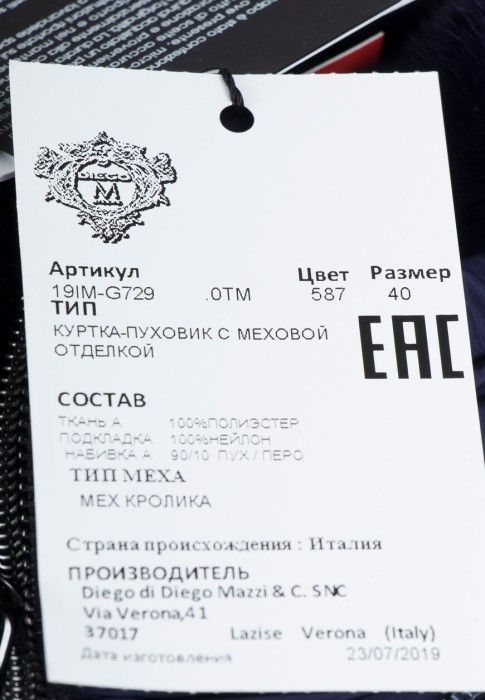 DIEGO
M
Артикул Цвет Размер
19IM-G729 .0TM 587 40
ТИП
КУРТКА-ПУХОВИК С МЕХОВОЙ
ОТДЕЛКОЙ
EAC
СОСТАВ
ТКАНЬ А 100%ПОЛИЭСТЕР
ПОДКЛАДКА 100%НЕЙЛОН
НАБИВКА А 90/10 ПУХ / ПЕРО
ТИП МЕХА
МЕХ КРОЛИКА
Страна происхождения : Италия
ПРОИЗВОДИТЕЛЬ
Diego di Diego Mazzi & C. SNC
Via Verona,41
37017 Lazise Verona (Italy)
Дата изготовления 23/07/2019